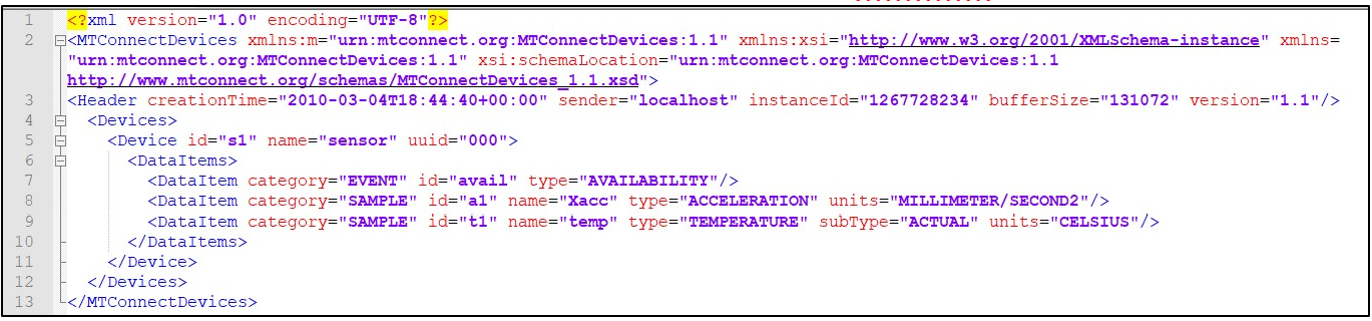 1 <?xml version="1.0" encoding="UTF-8"?>
2 <MTConnectDevices xmlns:m="urn:mtconnect.org:MTConnectDevices:1.1" xmlns:xsi="http://www.w3.org/2001/XMLSchema-instance" xmlns=
"urn:mtconnect.org:MTConnectDevices:1.1" xsi:schemaLocation="urn:mtconnect.org:MTConnectDevices:1.1
http://www.mtconnect.org/schemas/MTConnectDevices_1.1.xsd">
3 <Header creationTime="2010-03-04T18:44:40+00:00" sender="localhost" instanceId="1267728234" bufferSize="131072" version="1.1"/>
4 <Devices>
5 <Device id="s1" name="sensor" uuid="000">
6 <DataItems>
7 <DataItem category="EVENT" id="avail" type="AVAILABILITY"/>
8 <DataItem category="SAMPLE" id="a1" name="Xacc" type="ACCELERATION" units="MILLIMETER/SECOND2"/>
9 <DataItem category="SAMPLE" id="t1" name="temp" type="TEMPERATURE" subType="ACTUAL" units="CELSIUS"/>
10 </DataItems>
11 </Device>
12 </Devices>
13 </MTConnectDevices>